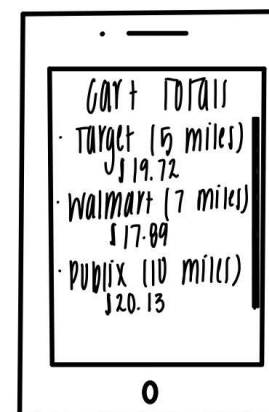 Cart Totals
· Target (5 miles)
$19.72
· Walmart (7 miles)
$17.89
· Publix (10 miles)
$20.13